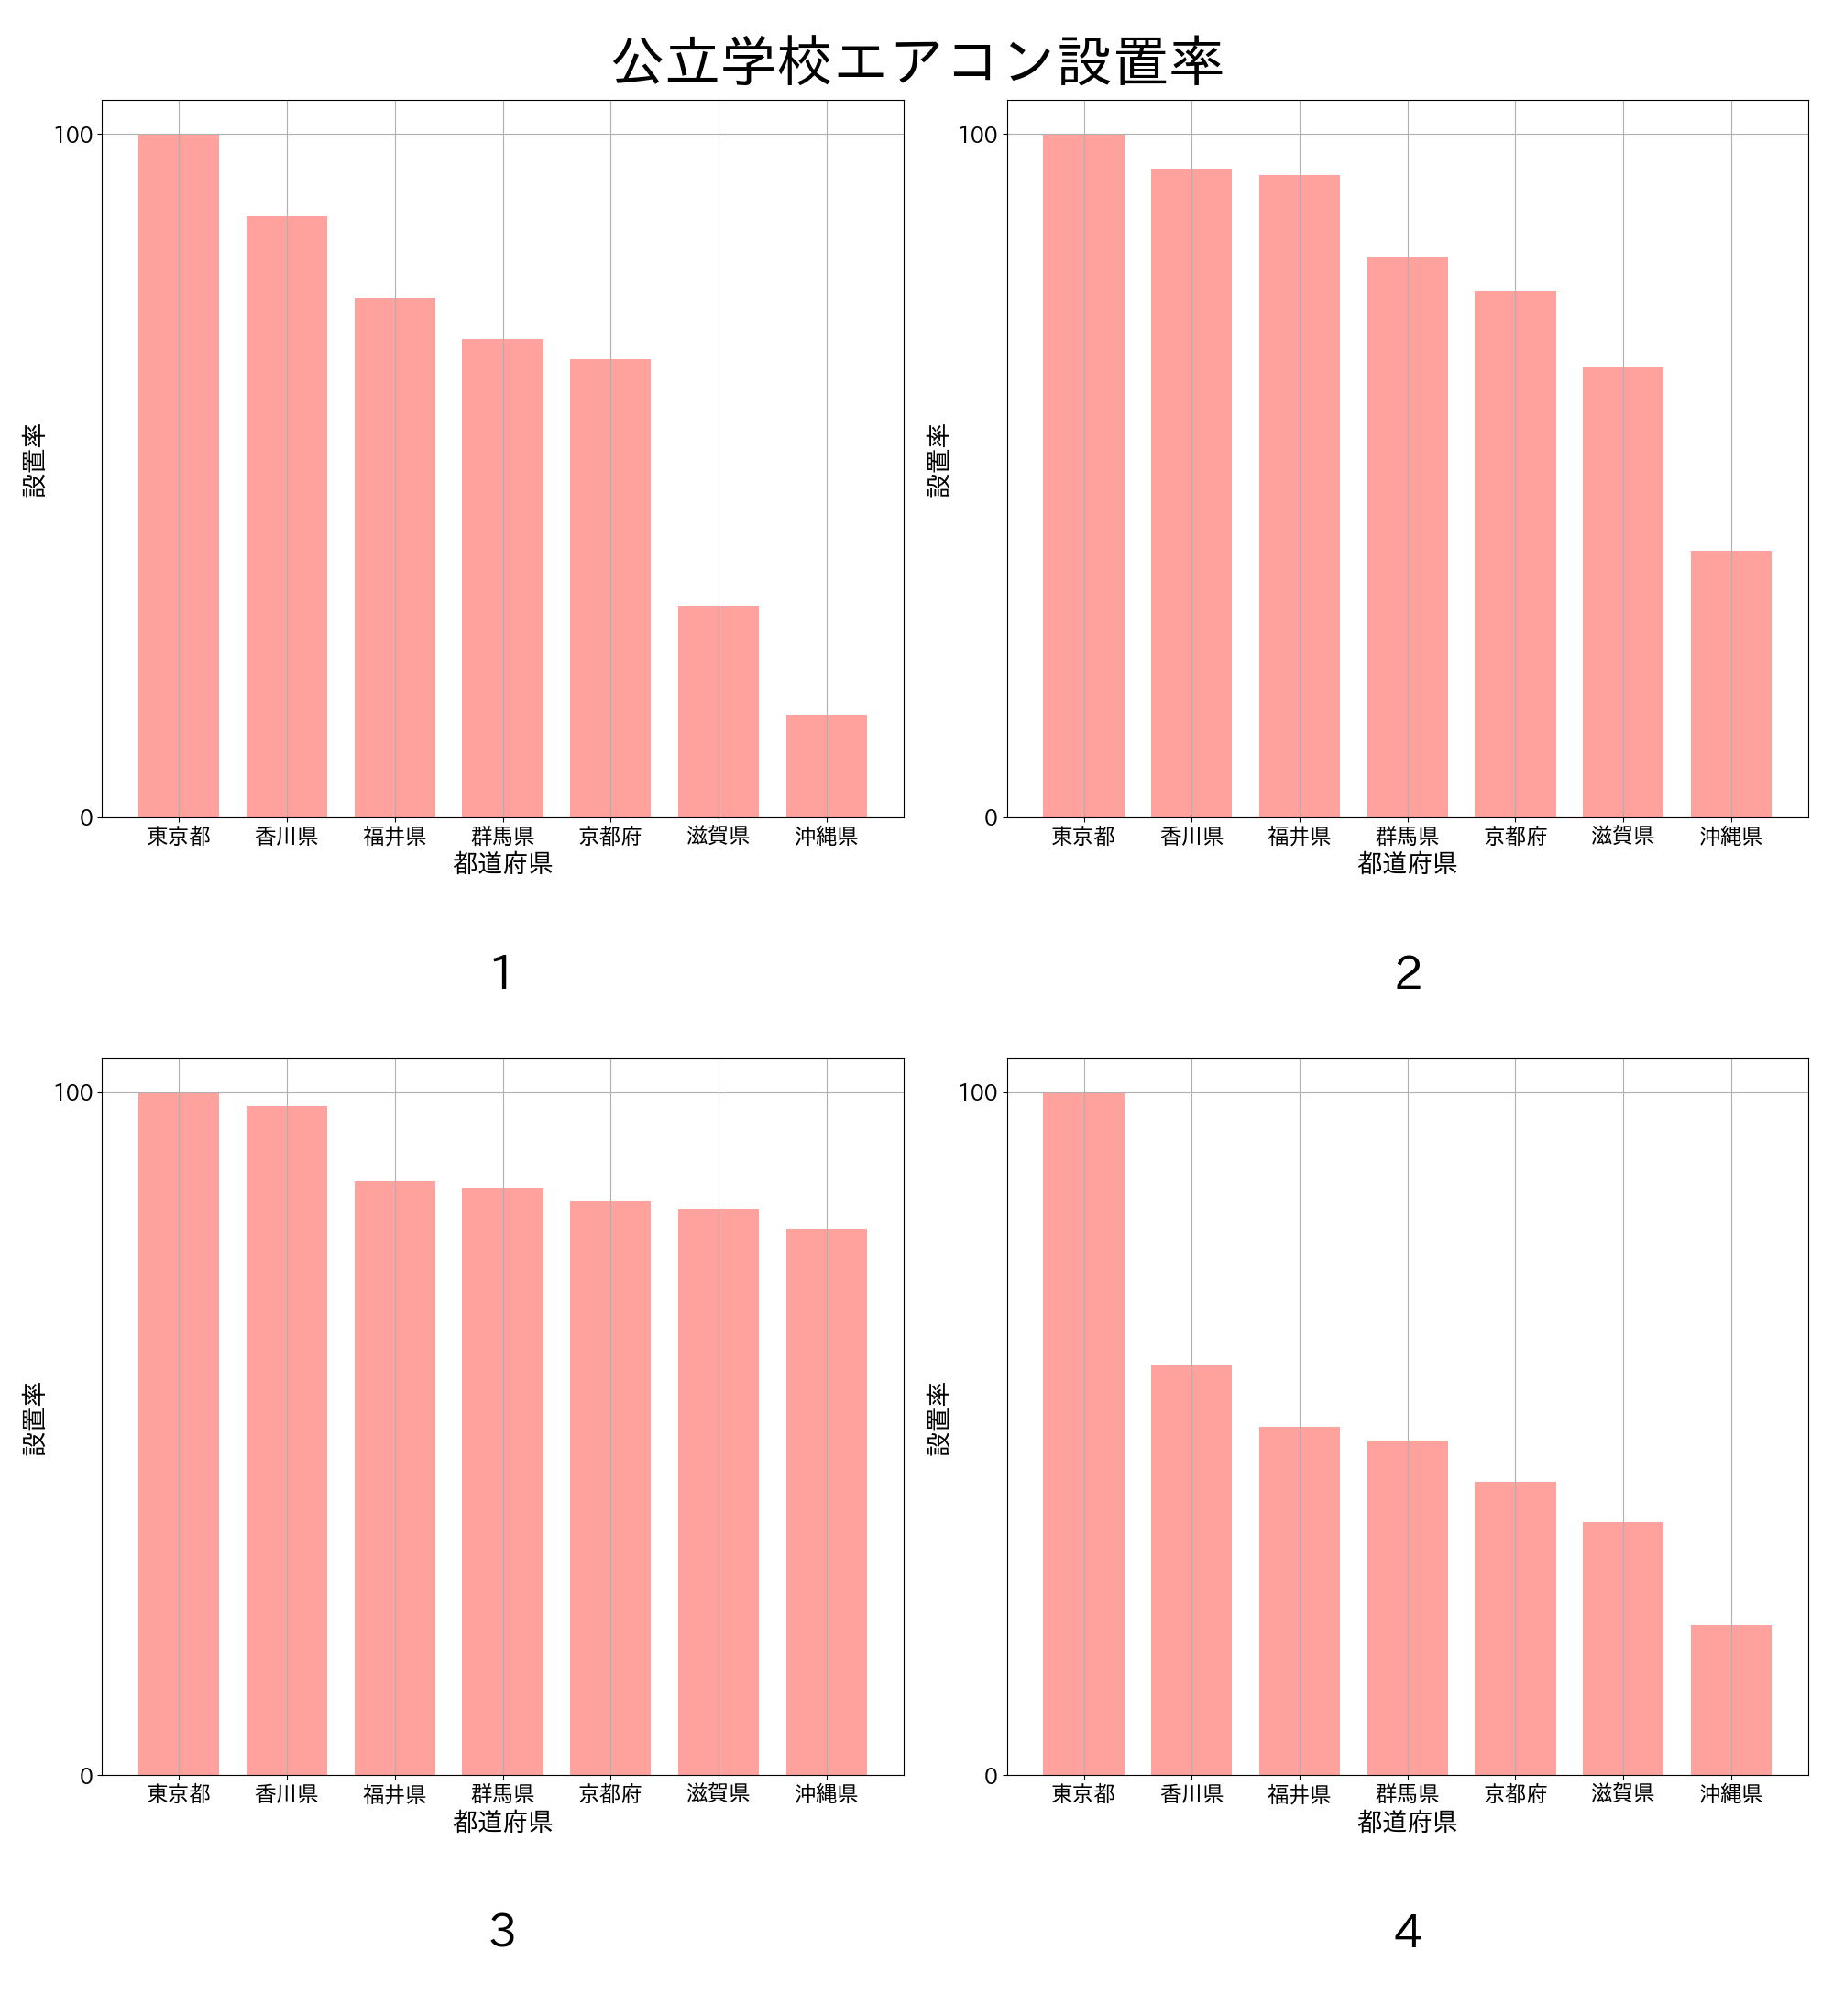 公立学校エアコン設置率
100
0
設置率
東京都 香川県 福井県 群馬県 京都府 滋賀県 沖縄県
都道府県
1
100
0
設置率
東京都 香川県 福井県 群馬県 京都府 滋賀県 沖縄県
都道府県
2
100
0
設置率
東京都 香川県 福井県 群馬県 京都府 滋賀県 沖縄県
都道府県
3
100
0
設置率
東京都 香川県 福井県 群馬県 京都府 滋賀県 沖縄県
都道府県
4